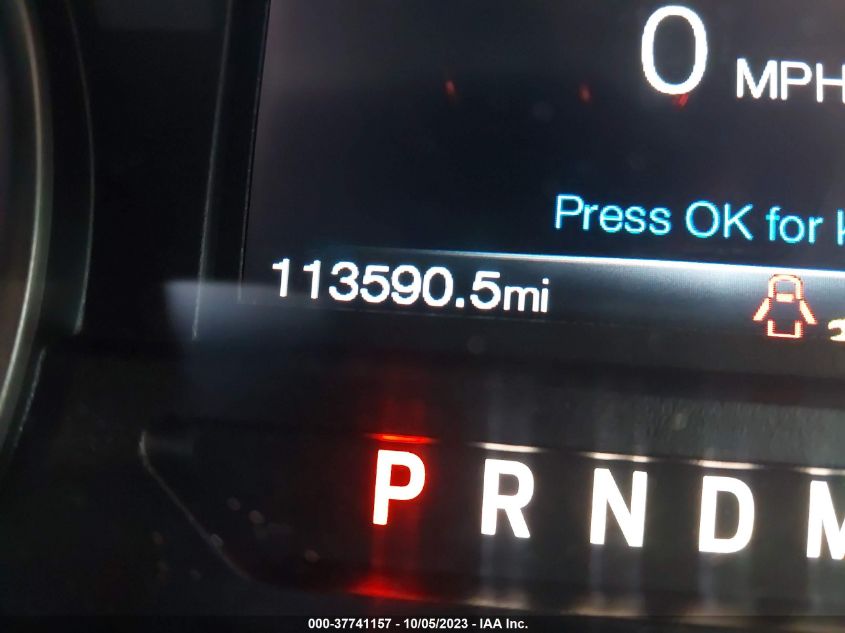 0 MPH
Press OK for
113590.5mi
P R N D M
000-37741157 - 10/05/2023 - IAA Inc.